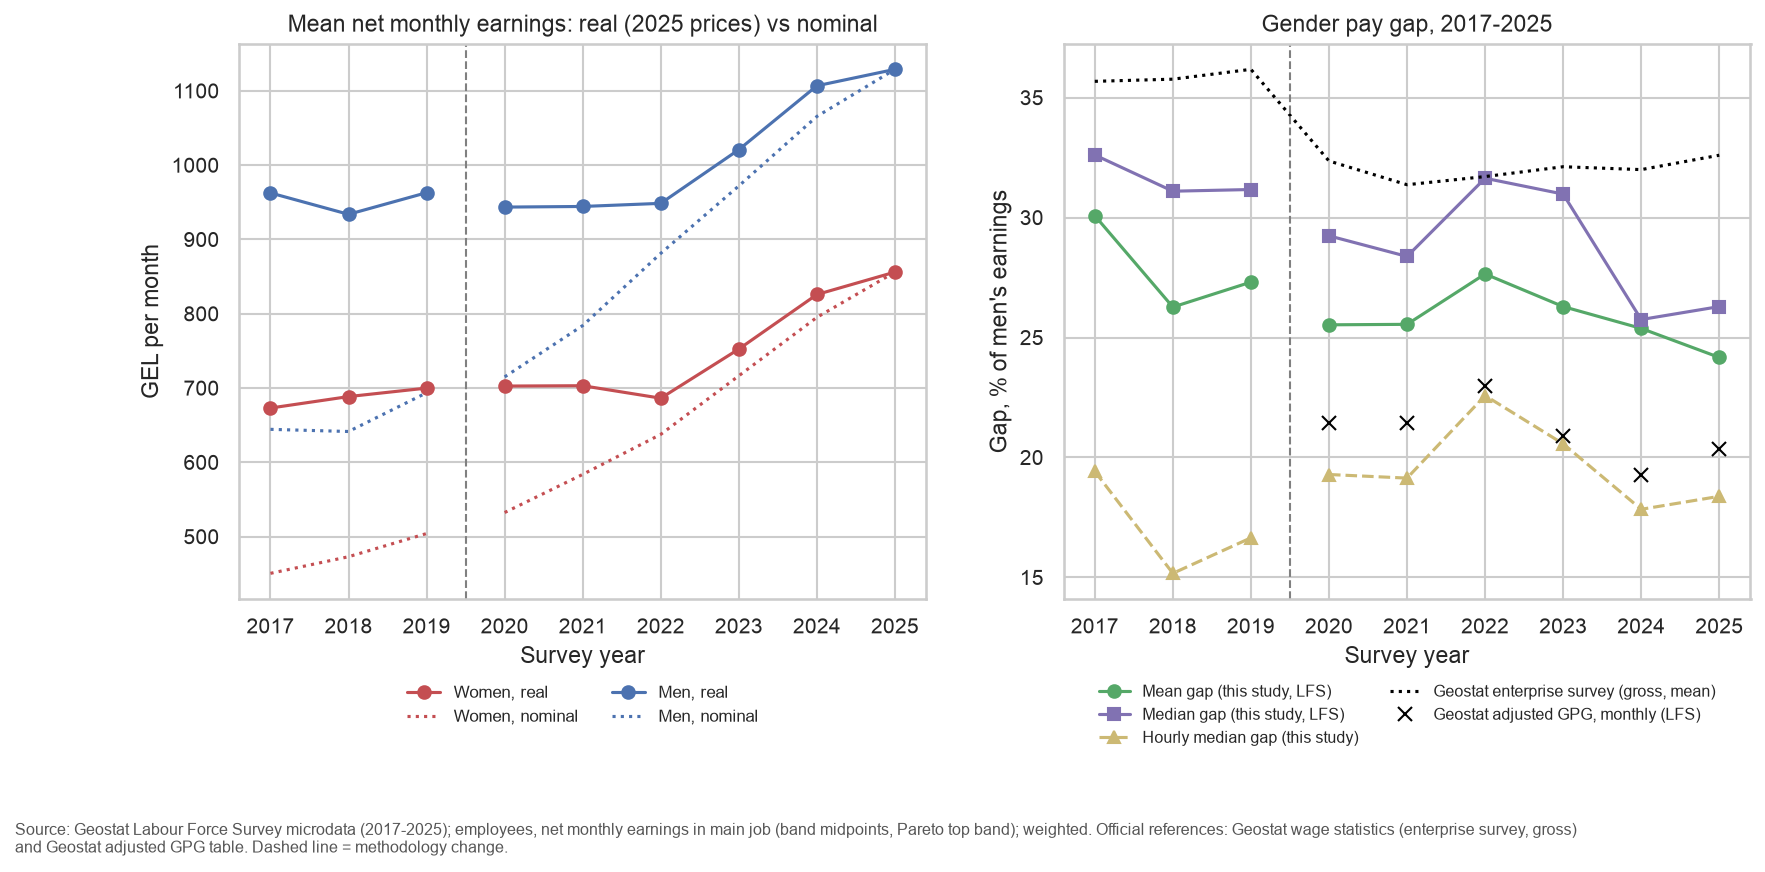 Mean net monthly earnings: real (2025 prices) vs nominal
GEL per month
1100
1000
900
800
700
600
500
2017 2018 2019 2020 2021 2022 2023 2024 2025
Survey year
Women, real
Women, nominal
Men, real
Men, nominal
Gender pay gap, 2017-2025
Gap, % of men's earnings
35
30
25
20
15
2017 2018 2019 2020 2021 2022 2023 2024 2025
Survey year
Mean gap (this study, LFS)
Median gap (this study, LFS)
Hourly median gap (this study)
Geostat enterprise survey (gross, mean)
Geostat adjusted GPG, monthly (LFS)
Source: Geostat Labour Force Survey microdata (2017-2025); employees, net monthly earnings in main job (band midpoints, Pareto top band); weighted. Official references: Geostat wage statistics (enterprise survey, gross)
and Geostat adjusted GPG table. Dashed line = methodology change.